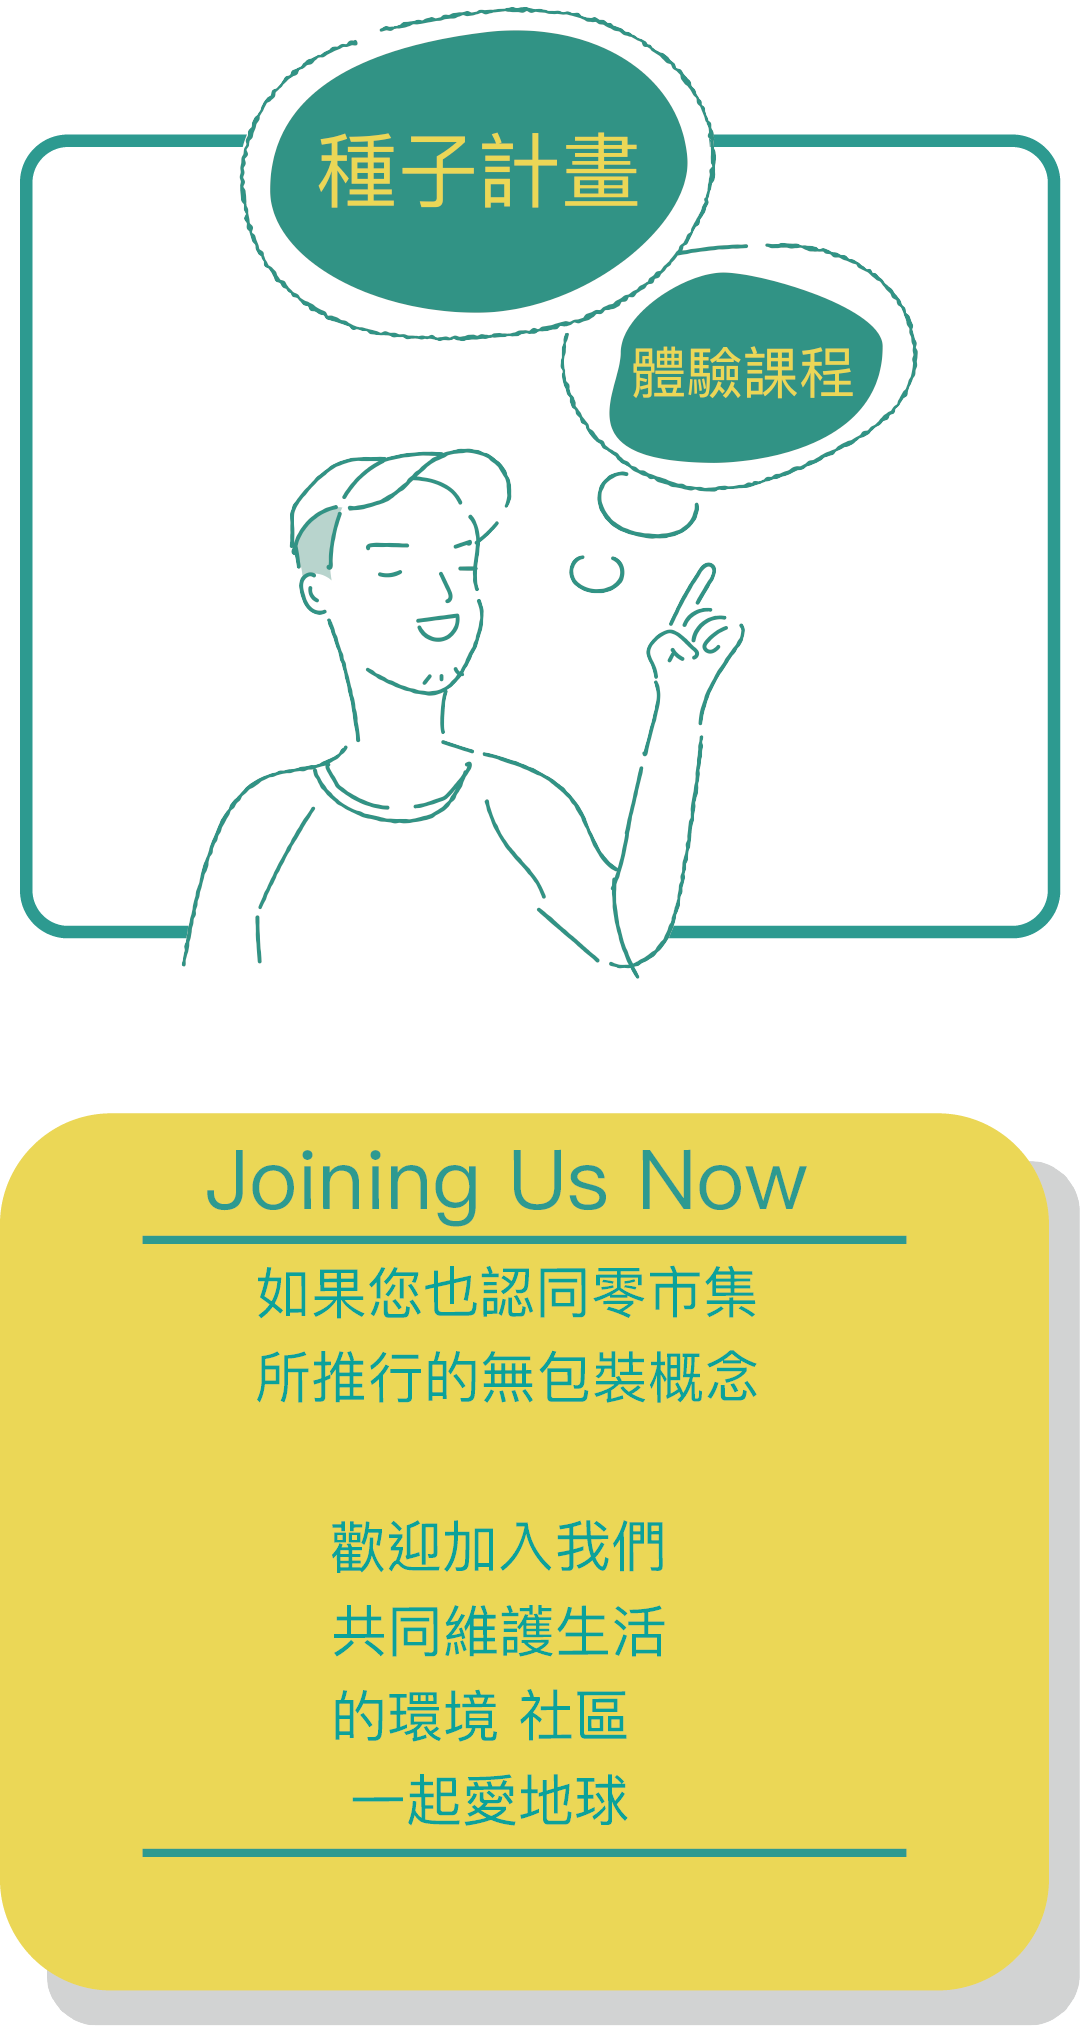 種子計畫
體驗課程
Joining Us Now
如果您也認同零市集
所推行的無包裝概念
歡迎加入我們
共同維護生活
的環境 社區
一起愛地球